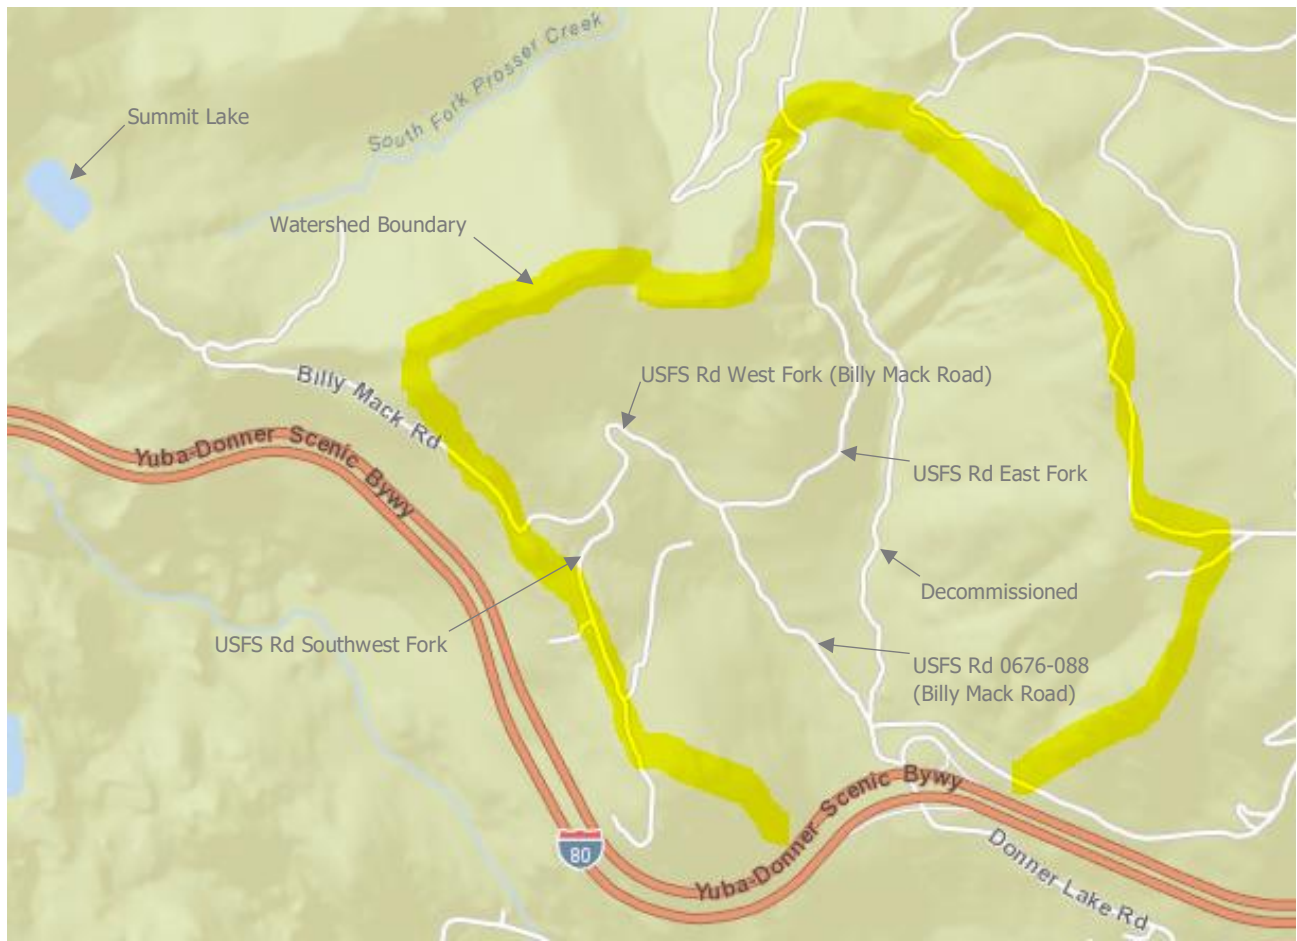 South Fork Prosser Creek
Summit Lake
Watershed Boundary
USFS Rd West Fork (Billy Mack Road)
Billy Mack Rd
Yuba-Donner Scenic Bywy
USFS Rd East Fork
Decommissioned
USFS Rd Southwest Fork
USFS Rd 0676-088
(Billy Mack Road)
Yuba-Donner Scenic Bywy
80
Donner Lake Rd